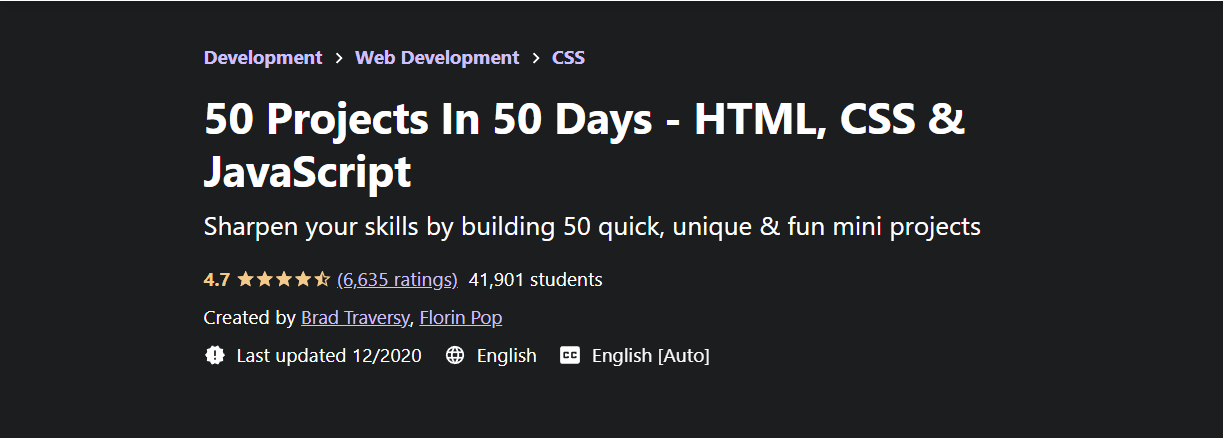 Development > Web Development > CSS
50 Projects In 50 Days - HTML, CSS &
JavaScript
Sharpen your skills by building 50 quick, unique & fun mini projects
4.7 (6,635 ratings) 41,901 students
Created by Brad Traversy, Florin Pop
Last updated 12/2020 English CC English [Auto]